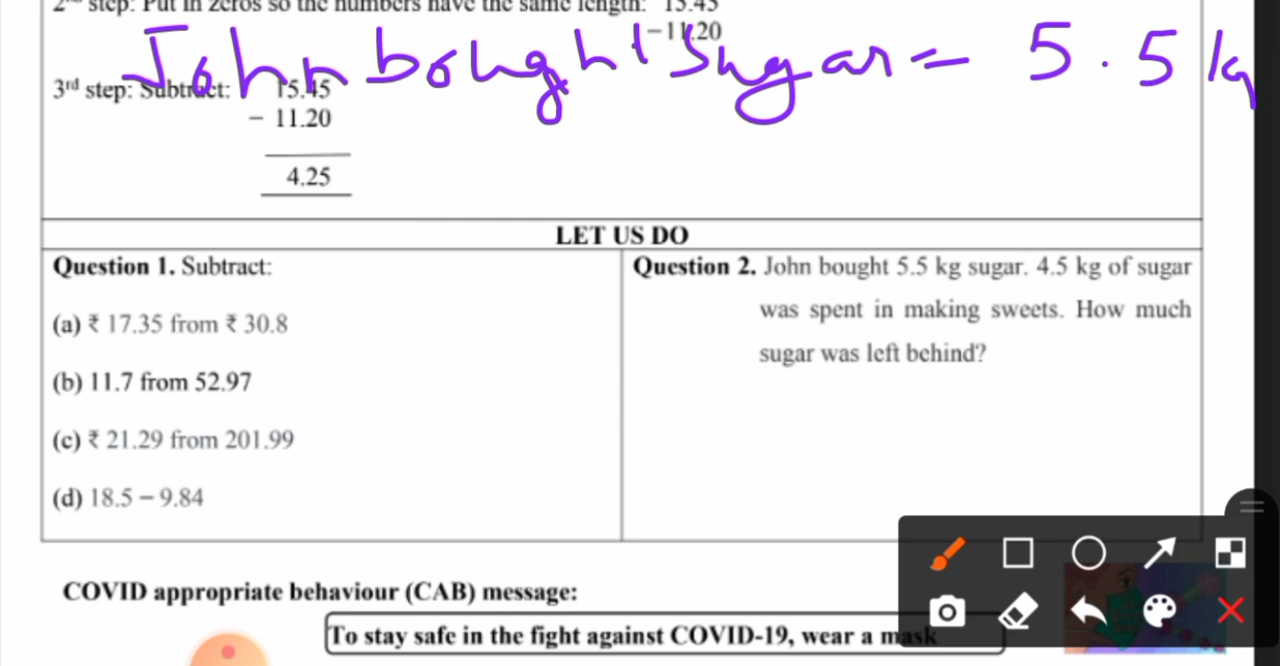 2nd step: Put in zeros so the numbers have the same length: 15.45
−11.20
John bought Sugar = 5.5 kg
3rd step: Subtract: 15.45
− 11.20
4.25
LET US DO
Question 1. Subtract:
(a) ₹ 17.35 from ₹ 30.8
(b) 11.7 from 52.97
(c) ₹ 21.29 from 201.99
(d) 18.5 – 9.84
Question 2. John bought 5.5 kg sugar. 4.5 kg of sugar
was spent in making sweets. How much
sugar was left behind?
COVID appropriate behaviour (CAB) message:
To stay safe in the fight against COVID-19, wear a mask